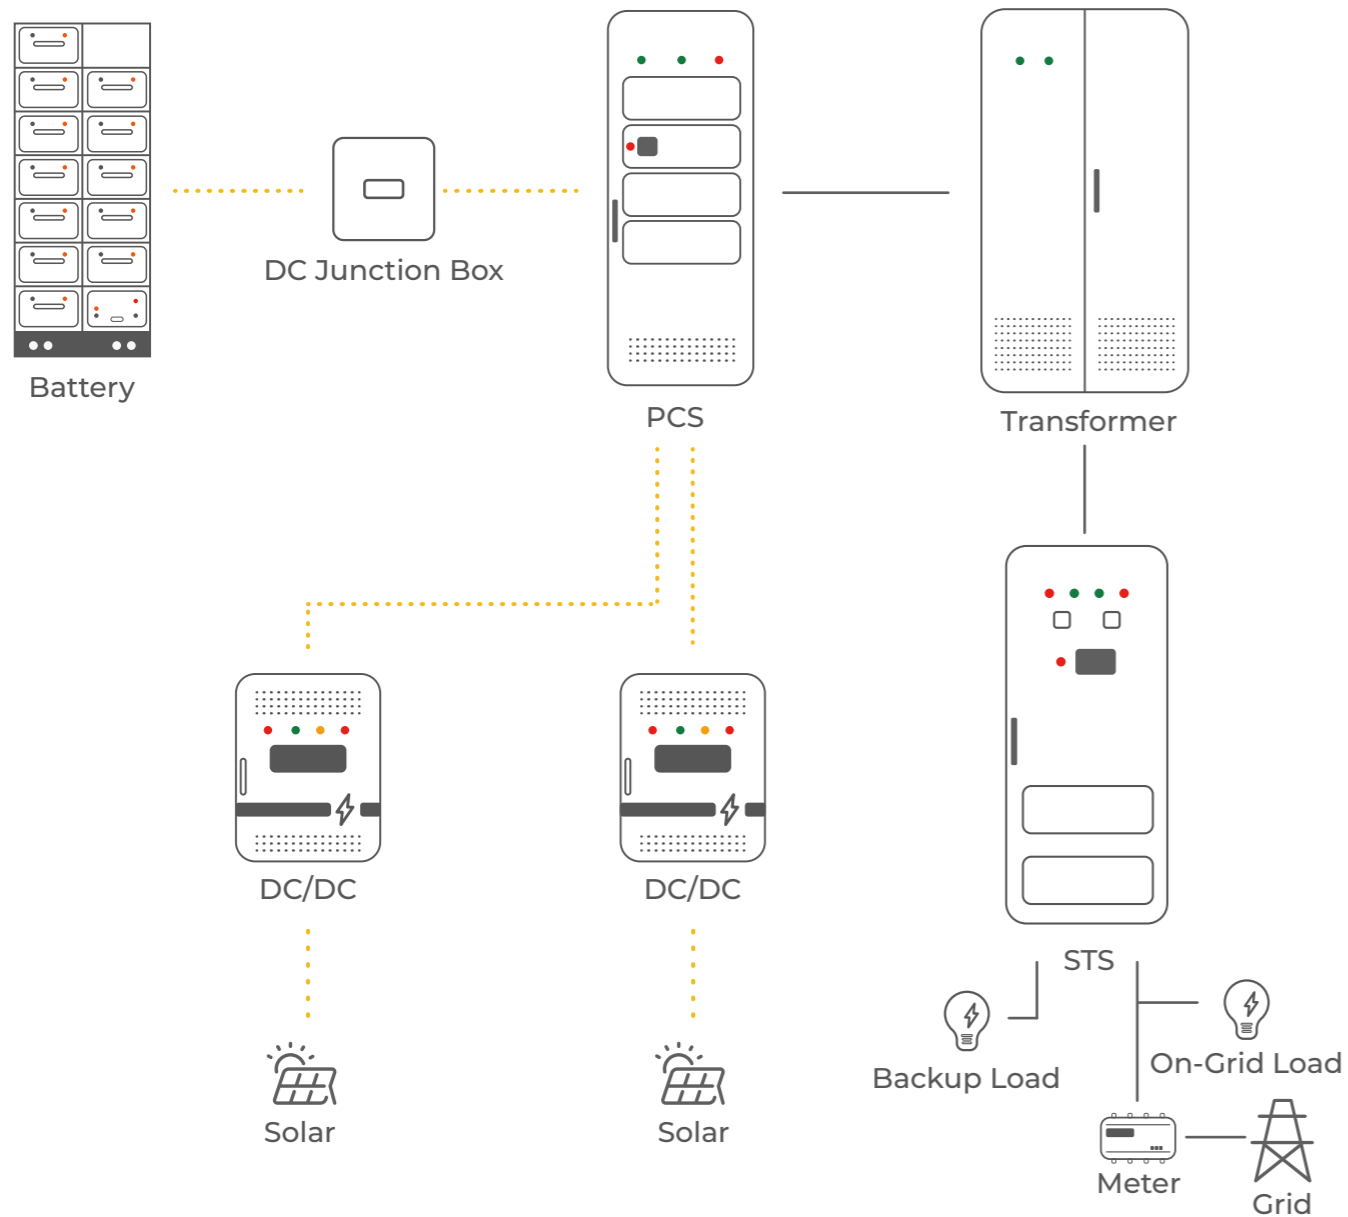 DC Junction Box
Battery
PCS
Transformer
DC/DC
DC/DC
STS
Backup Load
On-Grid Load
Solar
Solar
Meter
Grid